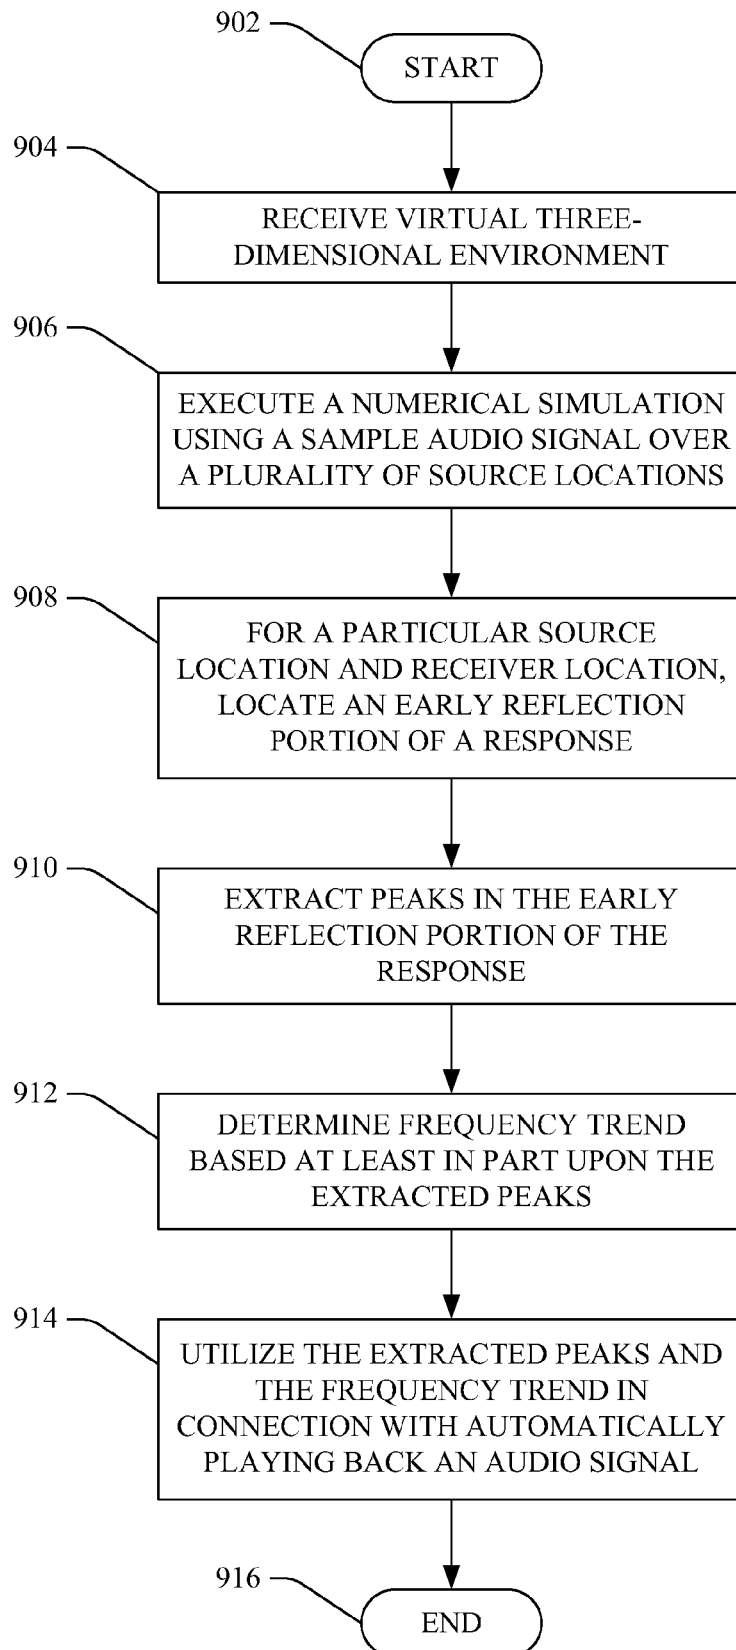 902
START
904
RECEIVE VIRTUAL THREE-
DIMENSIONAL ENVIRONMENT
906
EXECUTE A NUMERICAL SIMULATION
USING A SAMPLE AUDIO SIGNAL OVER
A PLURALITY OF SOURCE LOCATIONS
908
FOR A PARTICULAR SOURCE
LOCATION AND RECEIVER LOCATION,
LOCATE AN EARLY REFLECTION
PORTION OF A RESPONSE
910
EXTRACT PEAKS IN THE EARLY
REFLECTION PORTION OF THE
RESPONSE
912
DETERMINE FREQUENCY TREND
BASED AT LEAST IN PART UPON THE
EXTRACTED PEAKS
914
UTILIZE THE EXTRACTED PEAKS AND
THE FREQUENCY TREND IN
CONNECTION WITH AUTOMATICALLY
PLAYING BACK AN AUDIO SIGNAL
916
END